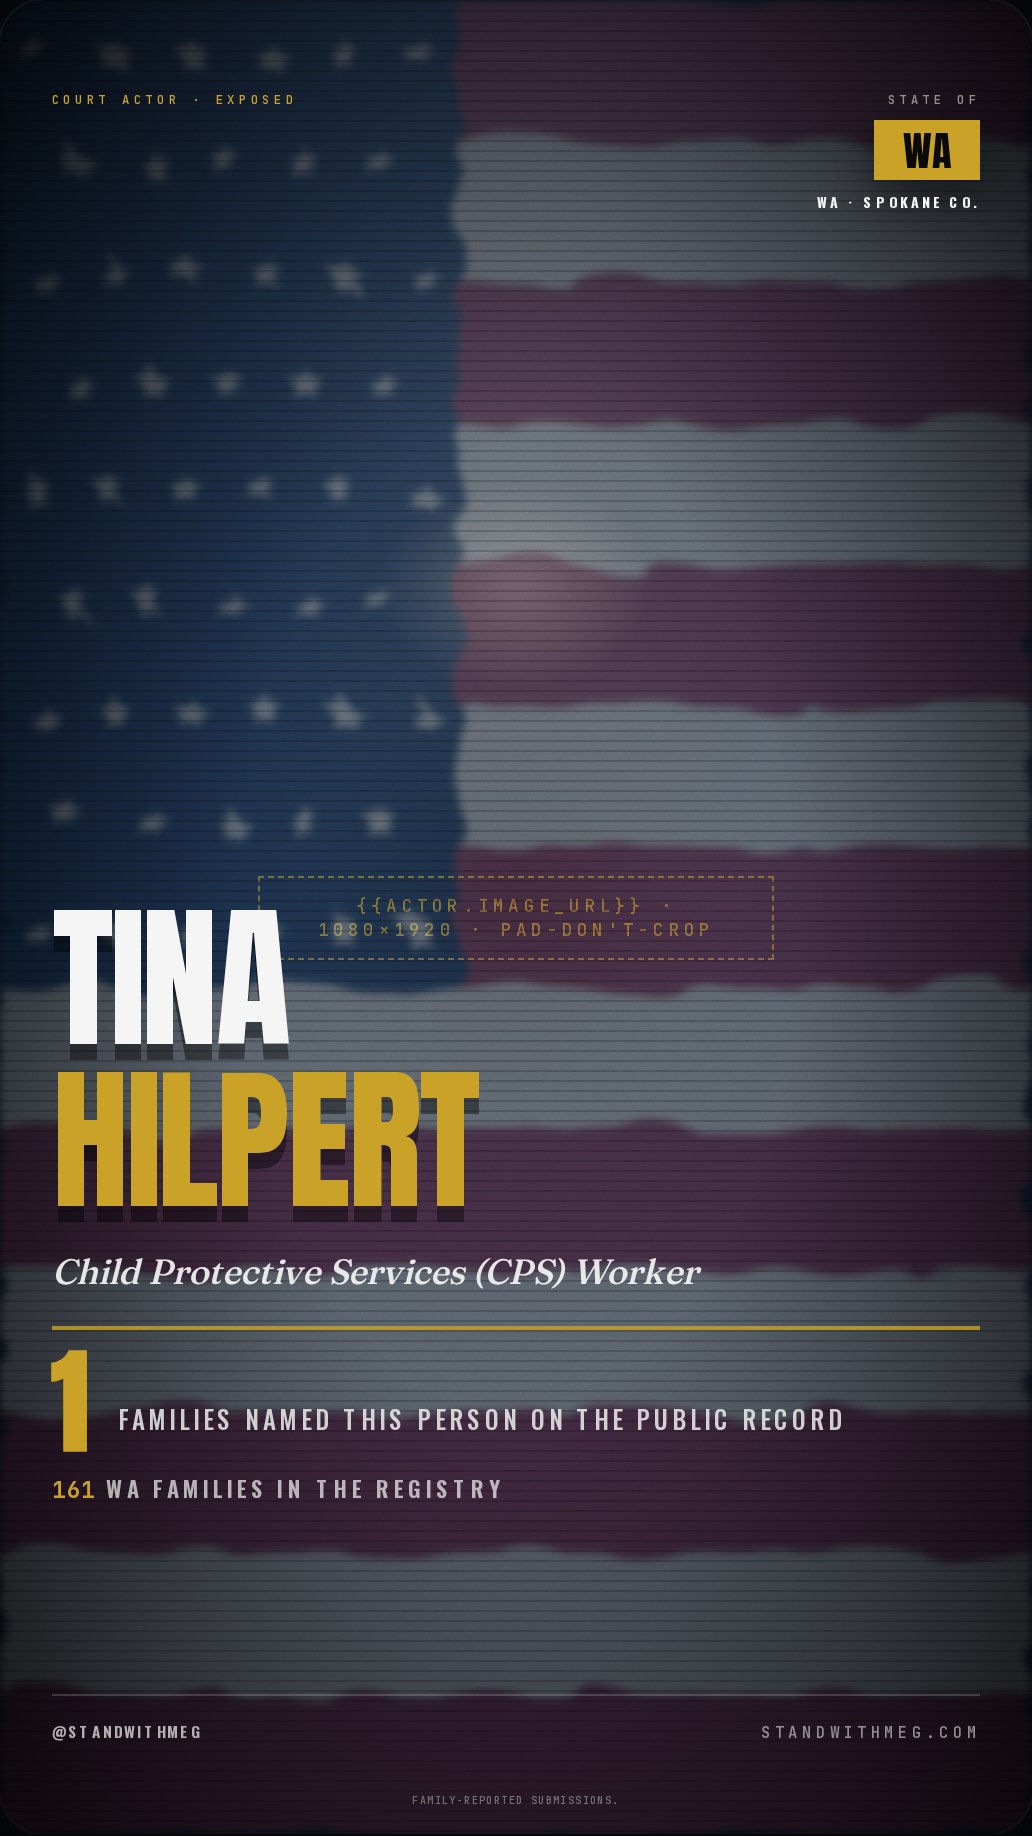 COURT ACTOR · EXPOSED
STATE OF
WA
WA · SPOKANE CO.
{{ACTOR.IMAGE_URL}} ·
1080×1920 · PAD-DON'T-CROP
TINA
HILPERT
Child Protective Services (CPS) Worker
1 FAMILIES NAMED THIS PERSON ON THE PUBLIC RECORD
161 WA FAMILIES IN THE REGISTRY
@STANDWITHMEG
STANDWITHMEG.COM
FAMILY-REPORTED SUBMISSIONS.